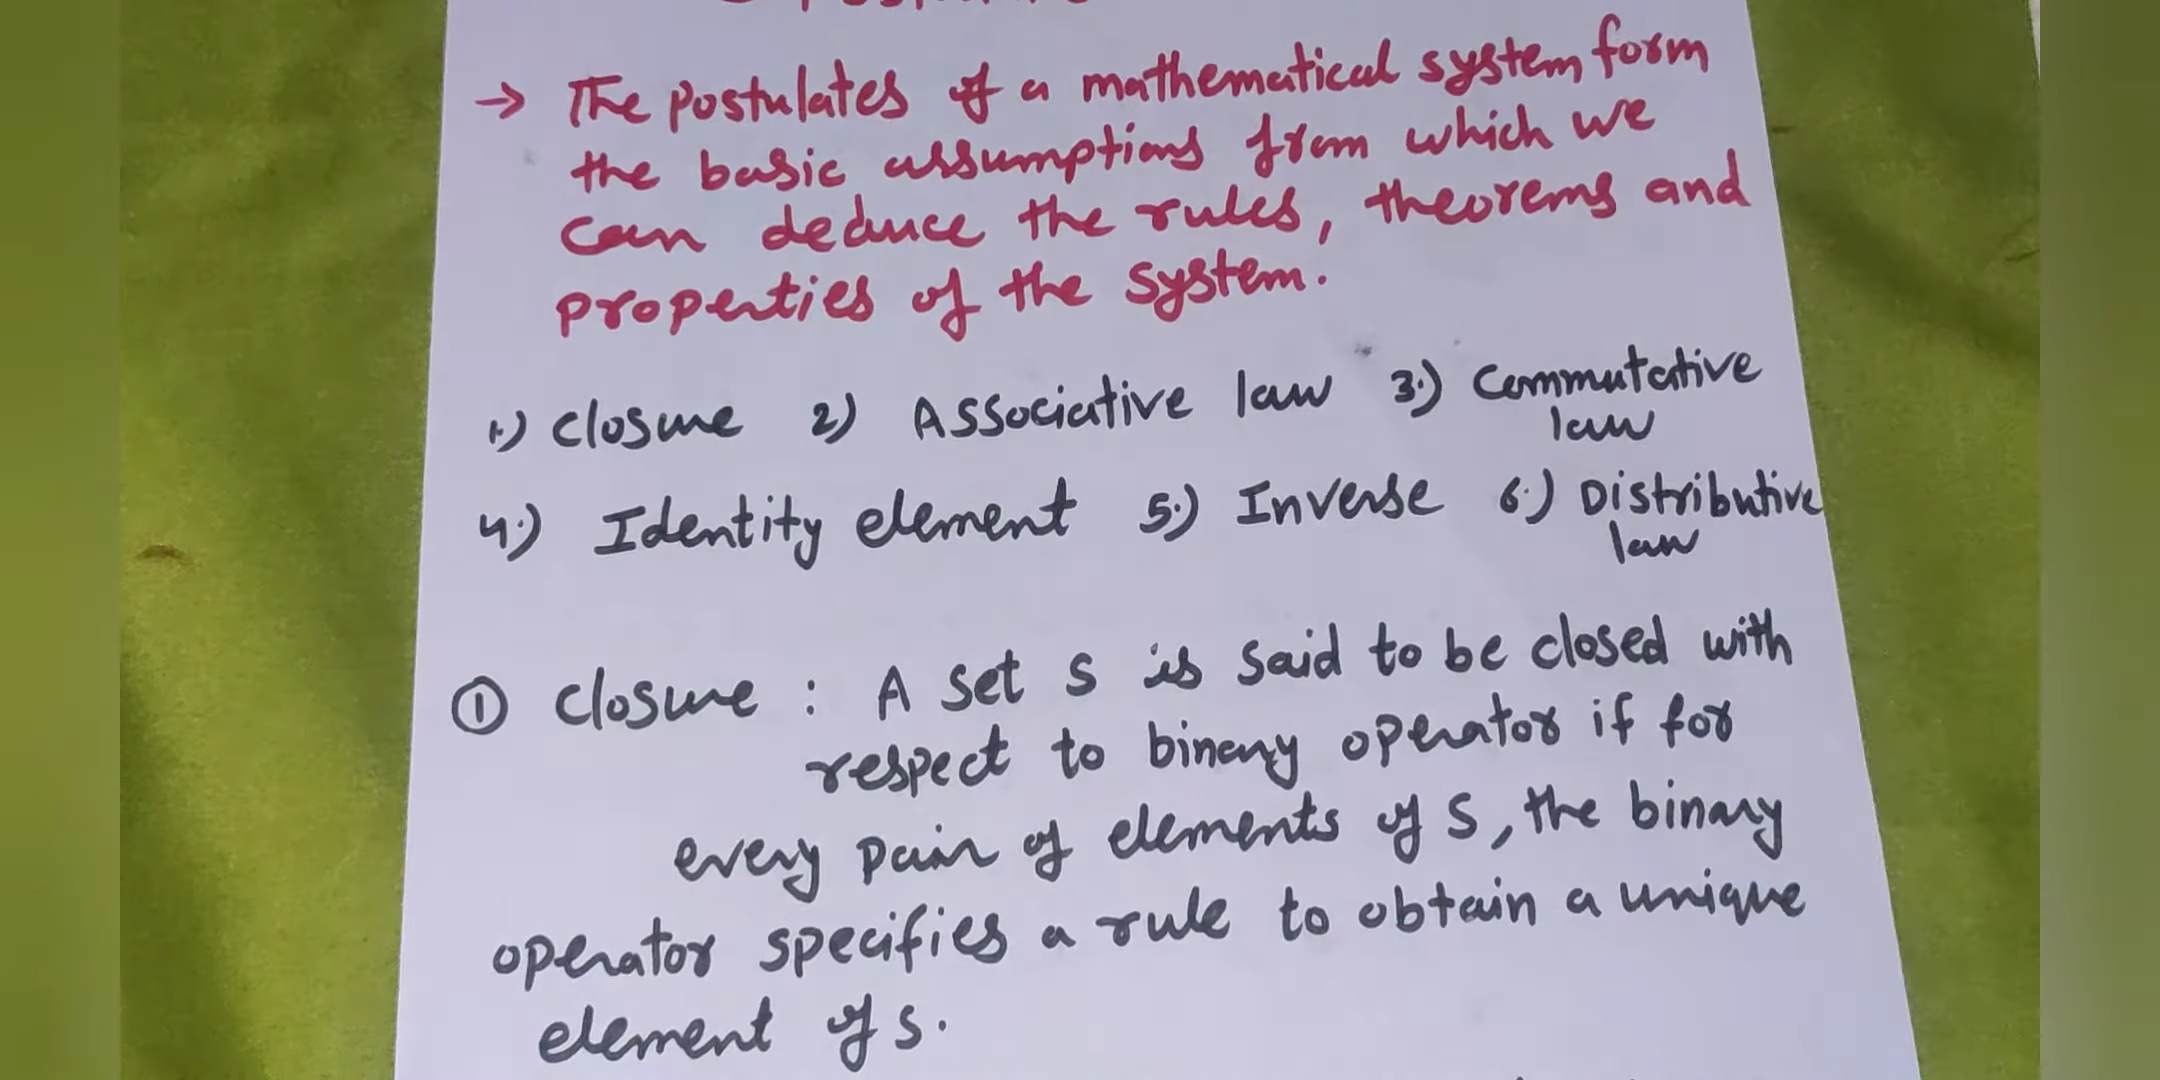 → The postulates of a mathematical system form
the basic assumptions from which we
can deduce the rules, theorems and
properties of the system.
1.) Closure 2) Associative law 3.) Commutative
law
4.) Identity element 5.) Inverse 6.) Distributive
law
① Closure : A set S is said to be closed with
respect to binary operator if for
every pair of elements of S, the binary
operator specifies a rule to obtain a unique
element of S.